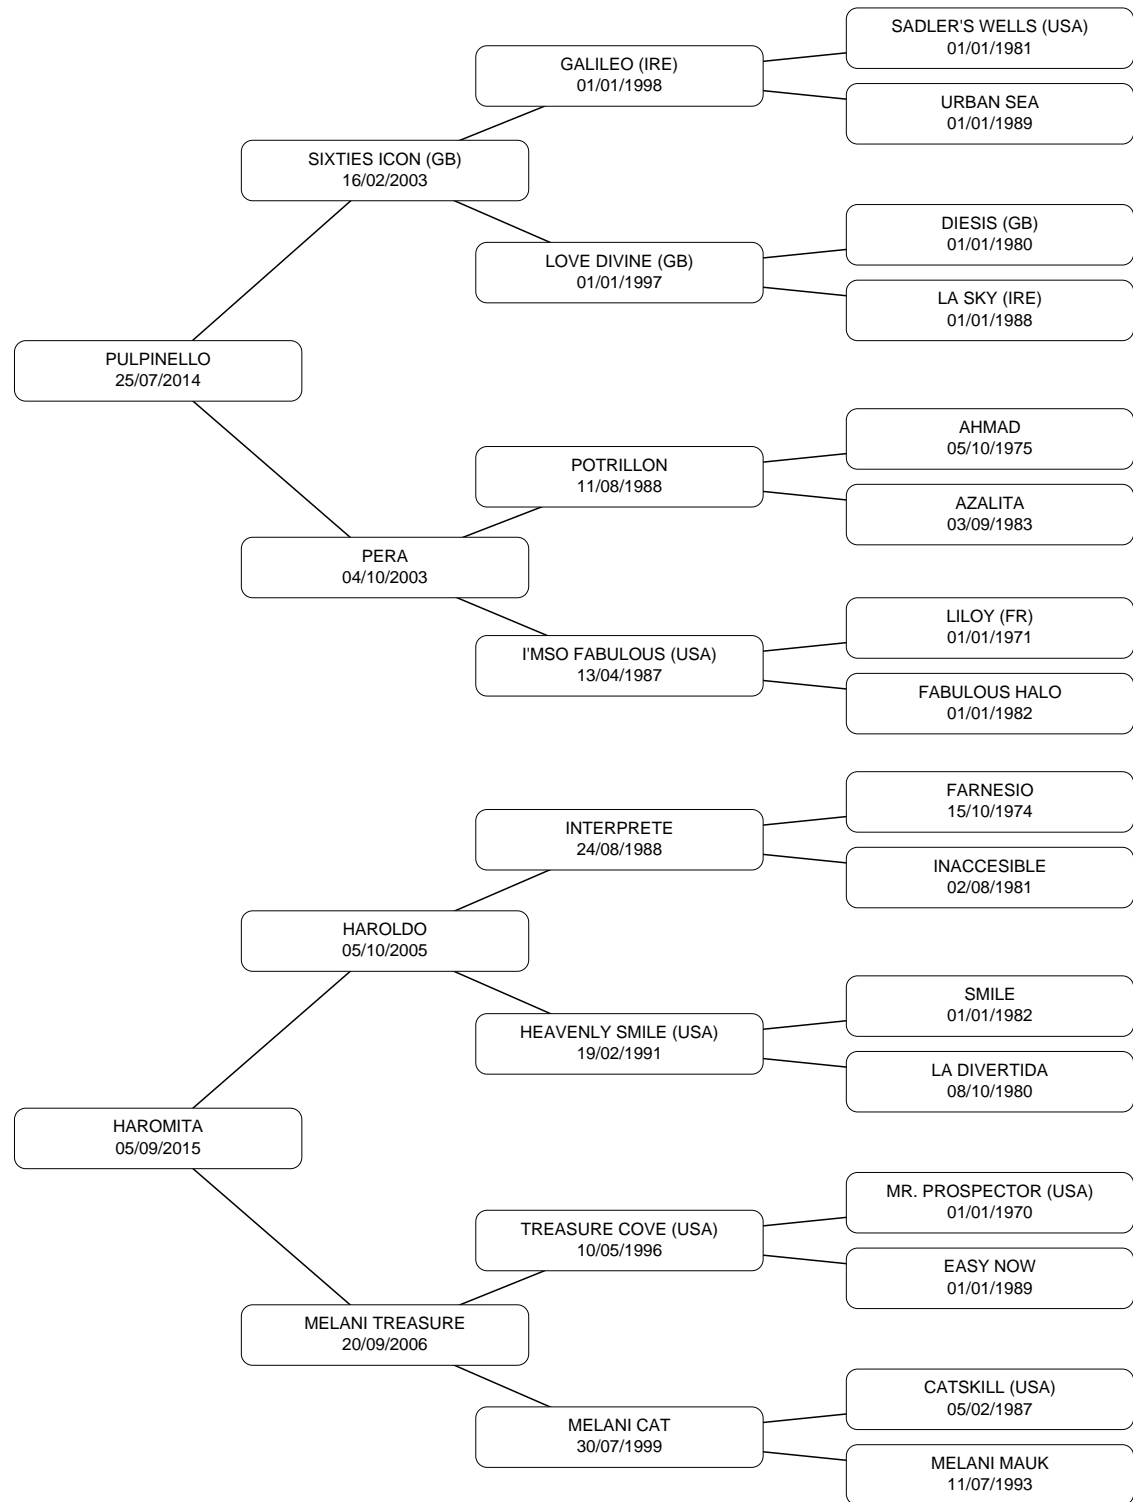 SADLER'S WELLS (USA)
01/01/1981
GALILEO (IRE)
01/01/1998
URBAN SEA
01/01/1989
SIXTIES ICON (GB)
16/02/2003
DIESIS (GB)
01/01/1980
LOVE DIVINE (GB)
01/01/1997
LA SKY (IRE)
01/01/1988
PULPINELLO
25/07/2014
AHMAD
05/10/1975
POTRILLON
11/08/1988
AZALITA
03/09/1983
PERA
04/10/2003
LILOY (FR)
01/01/1971
I'MSO FABULOUS (USA)
13/04/1987
FABULOUS HALO
01/01/1982
FARNESIO
15/10/1974
INTERPRETE
24/08/1988
INACCESIBLE
02/08/1981
HAROLDO
05/10/2005
SMILE
01/01/1982
HEAVENLY SMILE (USA)
19/02/1991
LA DIVERTIDA
08/10/1980
HAROMITA
05/09/2015
MR. PROSPECTOR (USA)
01/01/1970
TREASURE COVE (USA)
10/05/1996
EASY NOW
01/01/1989
MELANI TREASURE
20/09/2006
CATSKILL (USA)
05/02/1987
MELANI CAT
30/07/1999
MELANI MAUK
11/07/1993